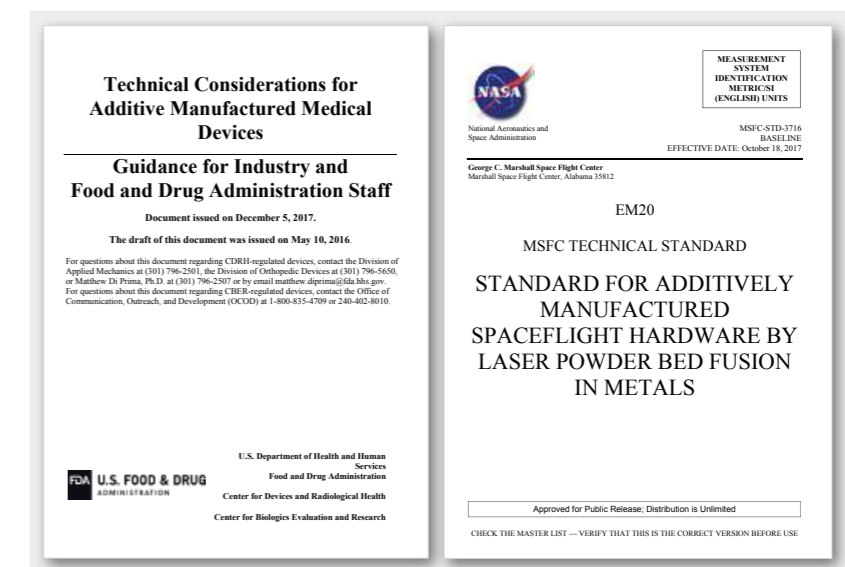 Technical Considerations for
Additive Manufactured Medical
Devices
Guidance for Industry and
Food and Drug Administration Staff
Document issued on December 5, 2017.
The draft of this document was issued on May 10, 2016.
For questions about this document regarding CDRH-regulated devices, contact the Division of
Applied Mechanics at (301) 796-2501, the Division of Orthopedic Devices at (301) 796-5650,
or Matthew Di Prima, Ph.D. at (301) 796-2507 or by email matthew.diprima@fda.hhs.gov.
For questions about this document regarding CBER-regulated devices, contact the Office of
Communication, Outreach, and Development (OCOD) at 1-800-835-4709 or 240-402-8010.
FDA U.S. FOOD & DRUG
ADMINISTRATION
U.S. Department of Health and Human
Services
Food and Drug Administration
Center for Devices and Radiological Health
Center for Biologics Evaluation and Research
NASA
National Aeronautics and
Space Administration
MEASUREMENT
SYSTEM
IDENTIFICATION
METRIC/SI
(ENGLISH) UNITS
MSFC-STD-3716
BASELINE
EFFECTIVE DATE: October 18, 2017
George C. Marshall Space Flight Center
Marshall Space Flight Center, Alabama 35812
EM20
MSFC TECHNICAL STANDARD
STANDARD FOR ADDITIVELY
MANUFACTURED
SPACEFLIGHT HARDWARE BY
LASER POWDER BED FUSION
IN METALS
Approved for Public Release; Distribution is Unlimited
CHECK THE MASTER LIST — VERIFY THAT THIS IS THE CORRECT VERSION BEFORE USE